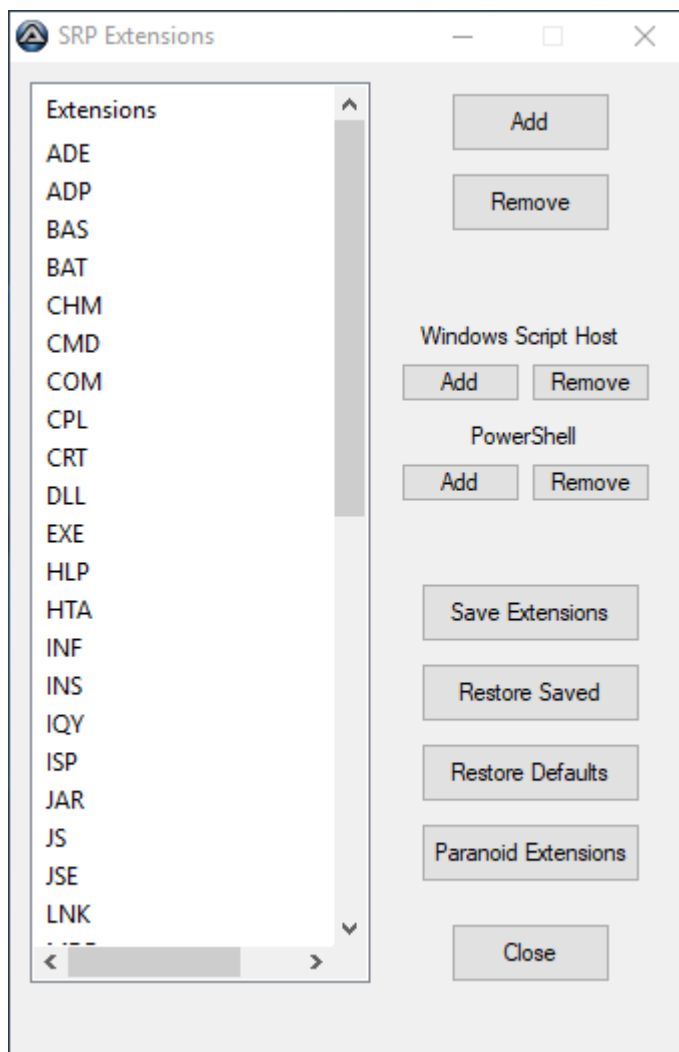 SRP Extensions
Extensions
ADE
ADP
BAS
BAT
CHM
CMD
COM
CPL
CRT
DLL
EXE
HLP
HTA
INF
INS
IQY
ISP
JAR
JS
JSE
LNK
Add
Remove
Windows Script Host
Add Remove
PowerShell
Add Remove
Save Extensions
Restore Saved
Restore Defaults
Paranoid Extensions
Close